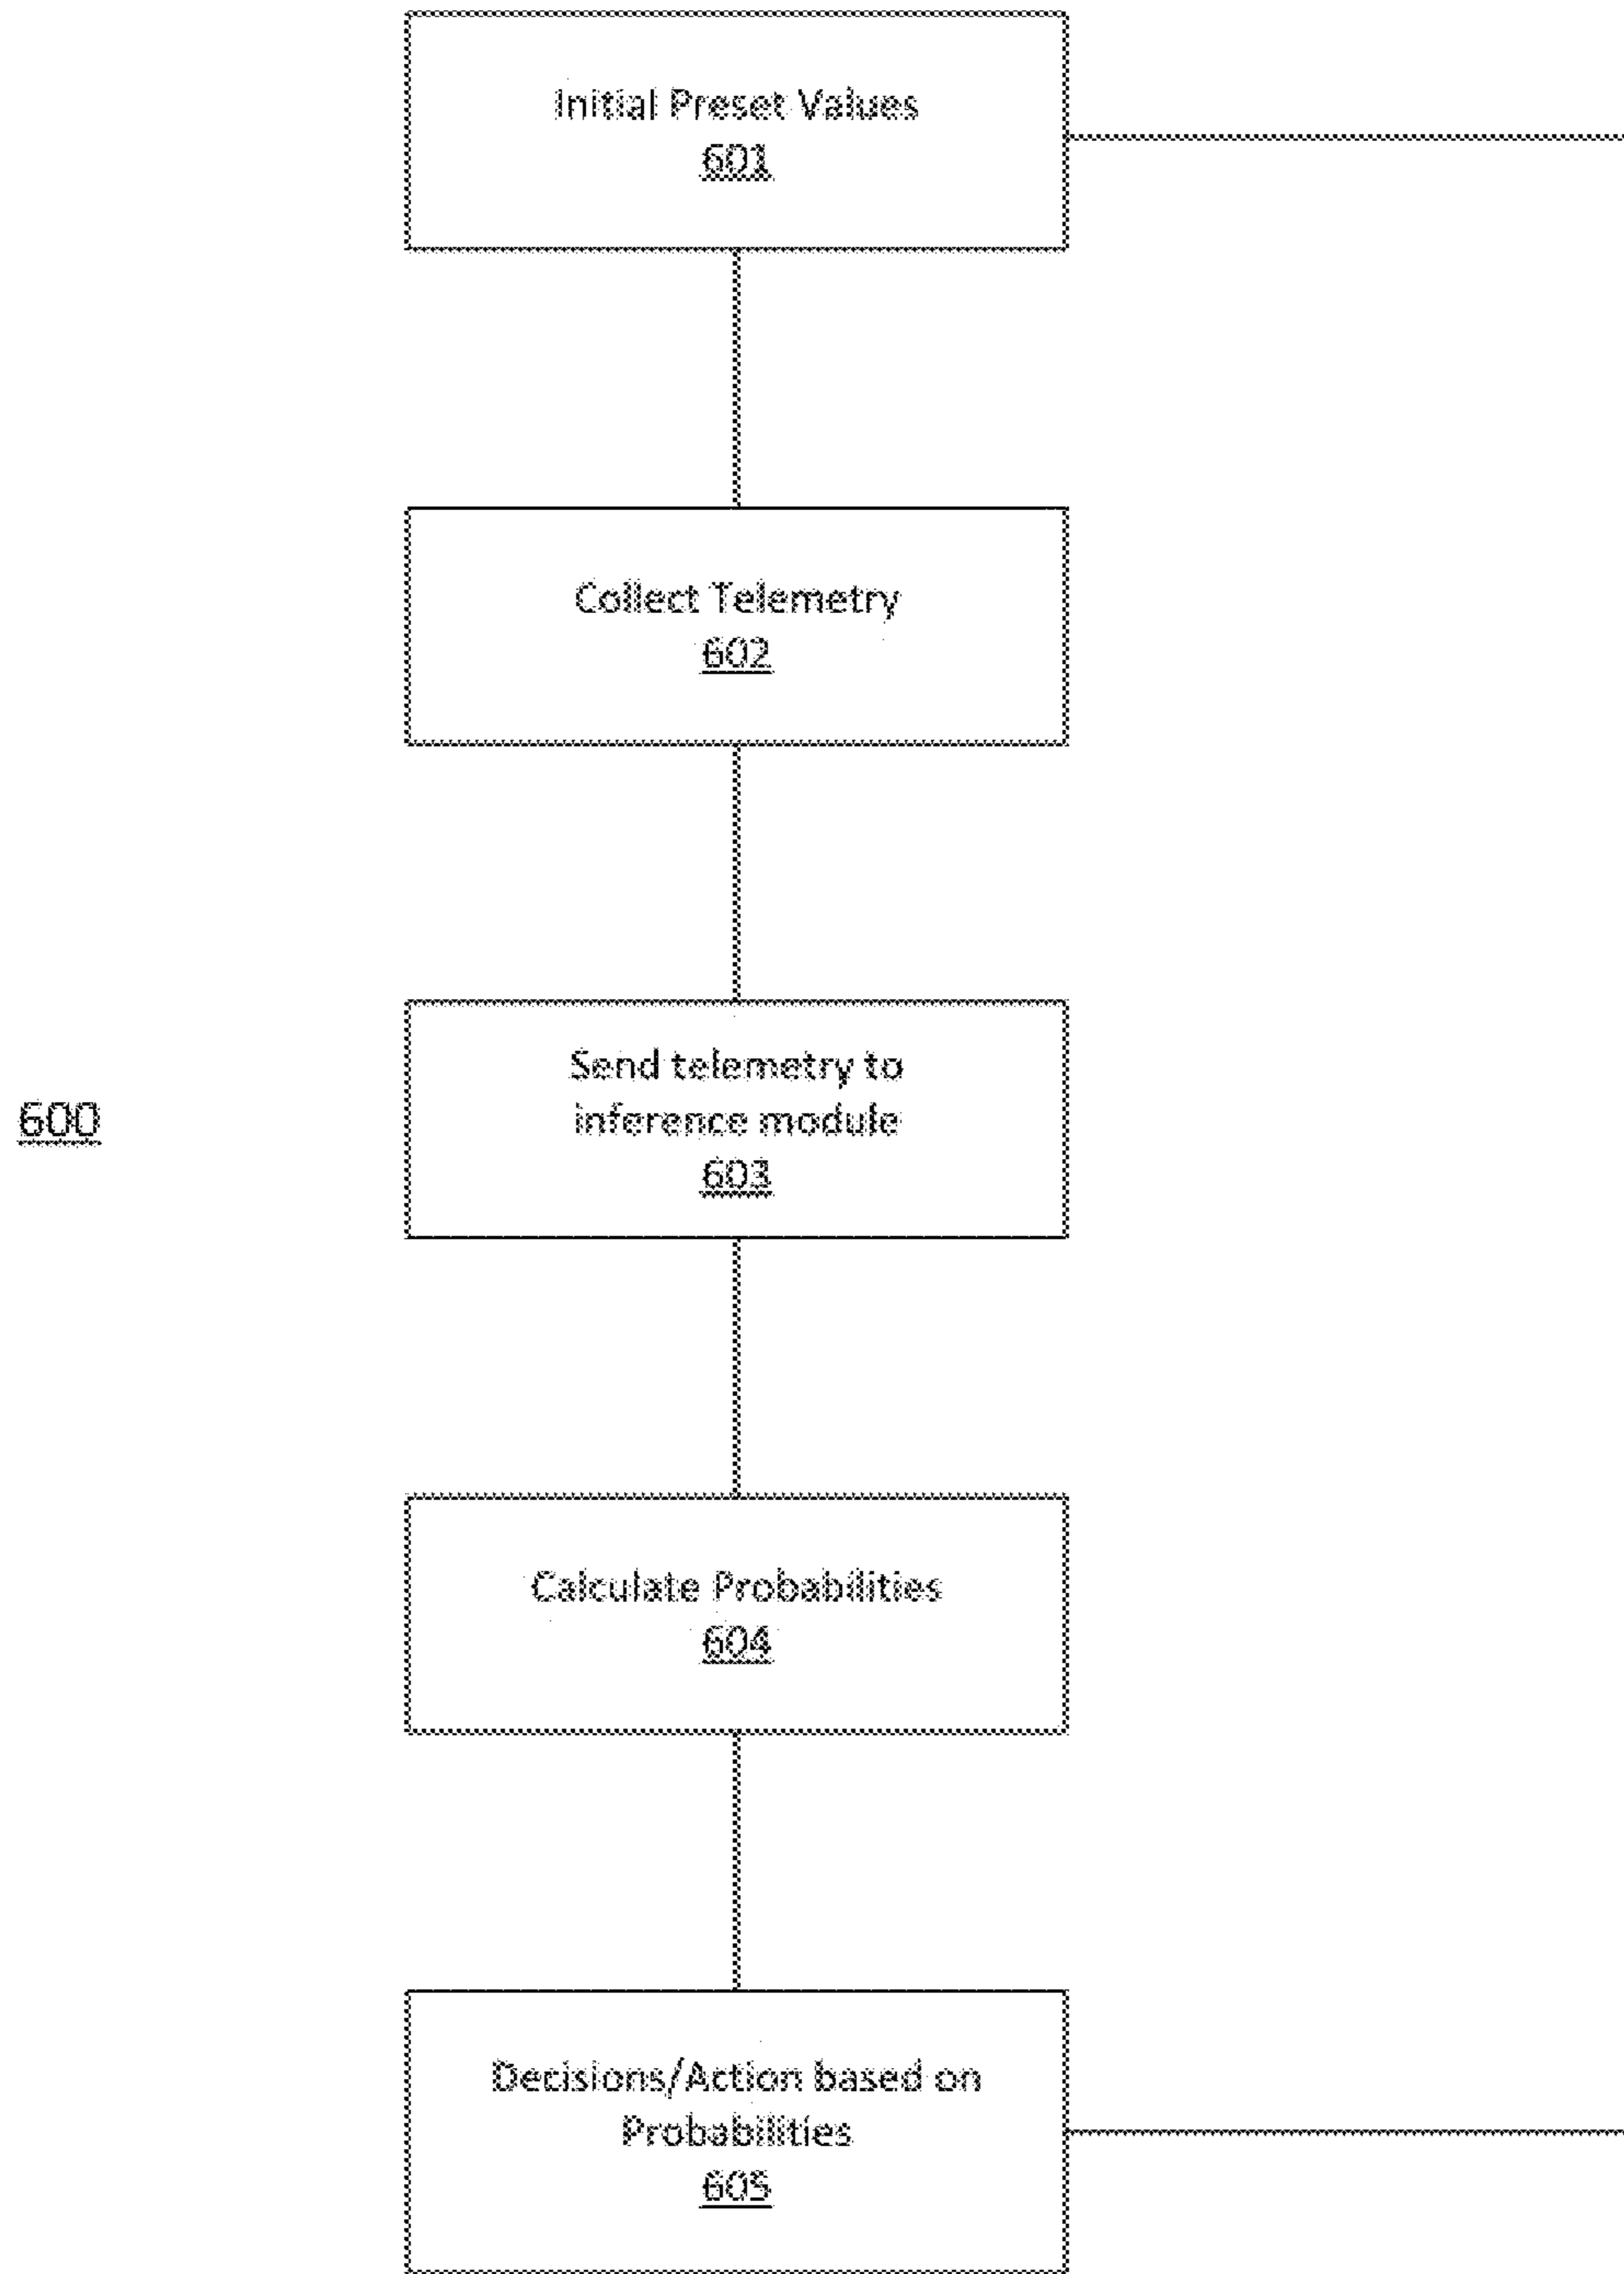 Initial Preset Values
601
Collect Telemetry
602
Send telemetry to
inference module
603
600
Calculate Probabilities
604
Decisions/Action based on
Probabilities
605